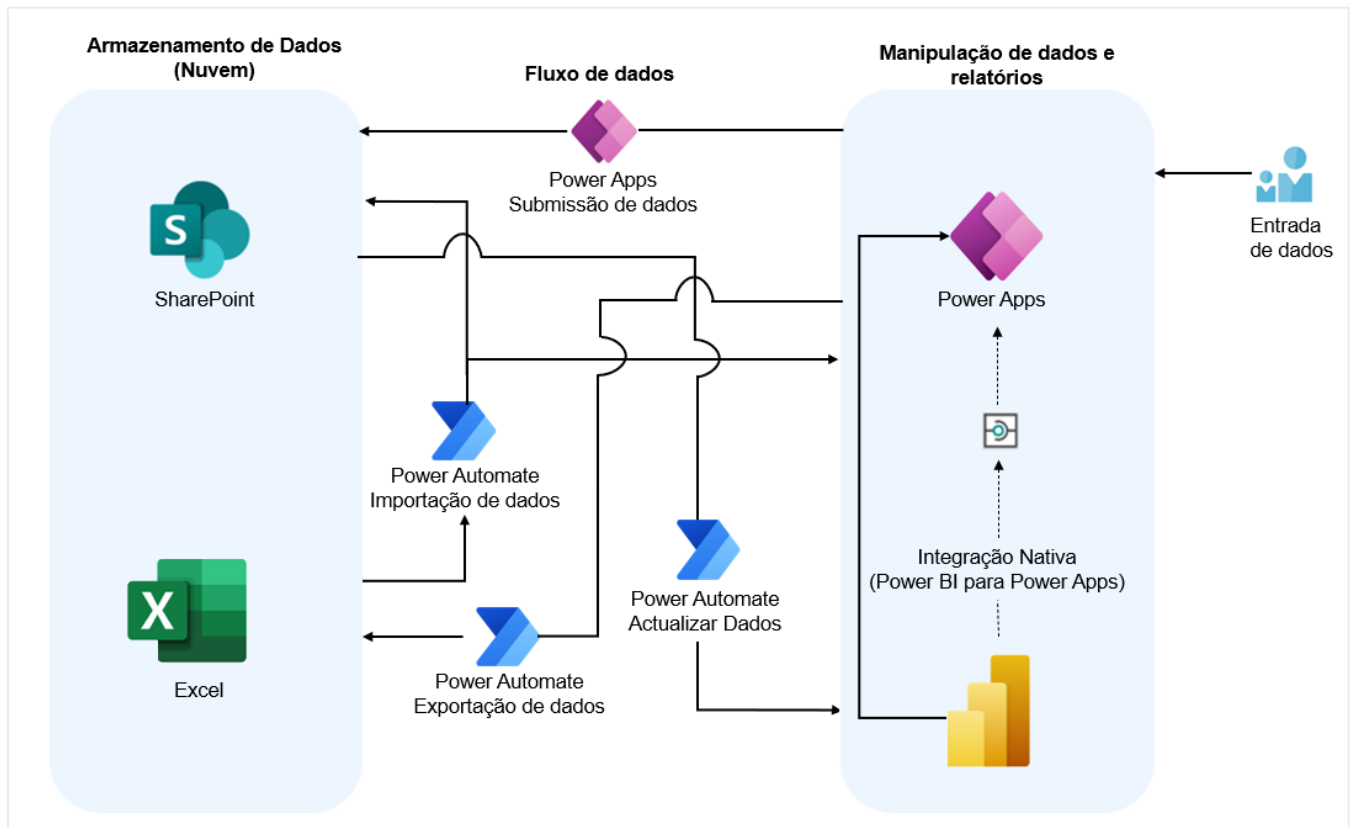 Armazenamento de Dados
(Nuvem)
Fluxo de dados
Manipulação de dados e
relatórios
Power Apps
Submissão de dados
S
SharePoint
Power Apps
Entrada
de dados
Power Automate
Importação de dados
Integração Nativa
(Power BI para Power Apps)
Power Automate
Actualizar Dados
X
Excel
Power Automate
Exportação de dados